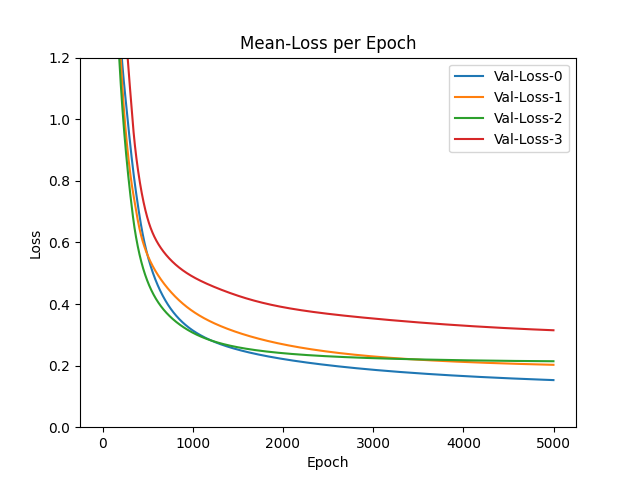 Mean-Loss per Epoch
Loss
1.2
1.0
0.8
0.6
0.4
0.2
0.0
Val-Loss-0
Val-Loss-1
Val-Loss-2
Val-Loss-3
0 1000 2000 3000 4000 5000
Epoch